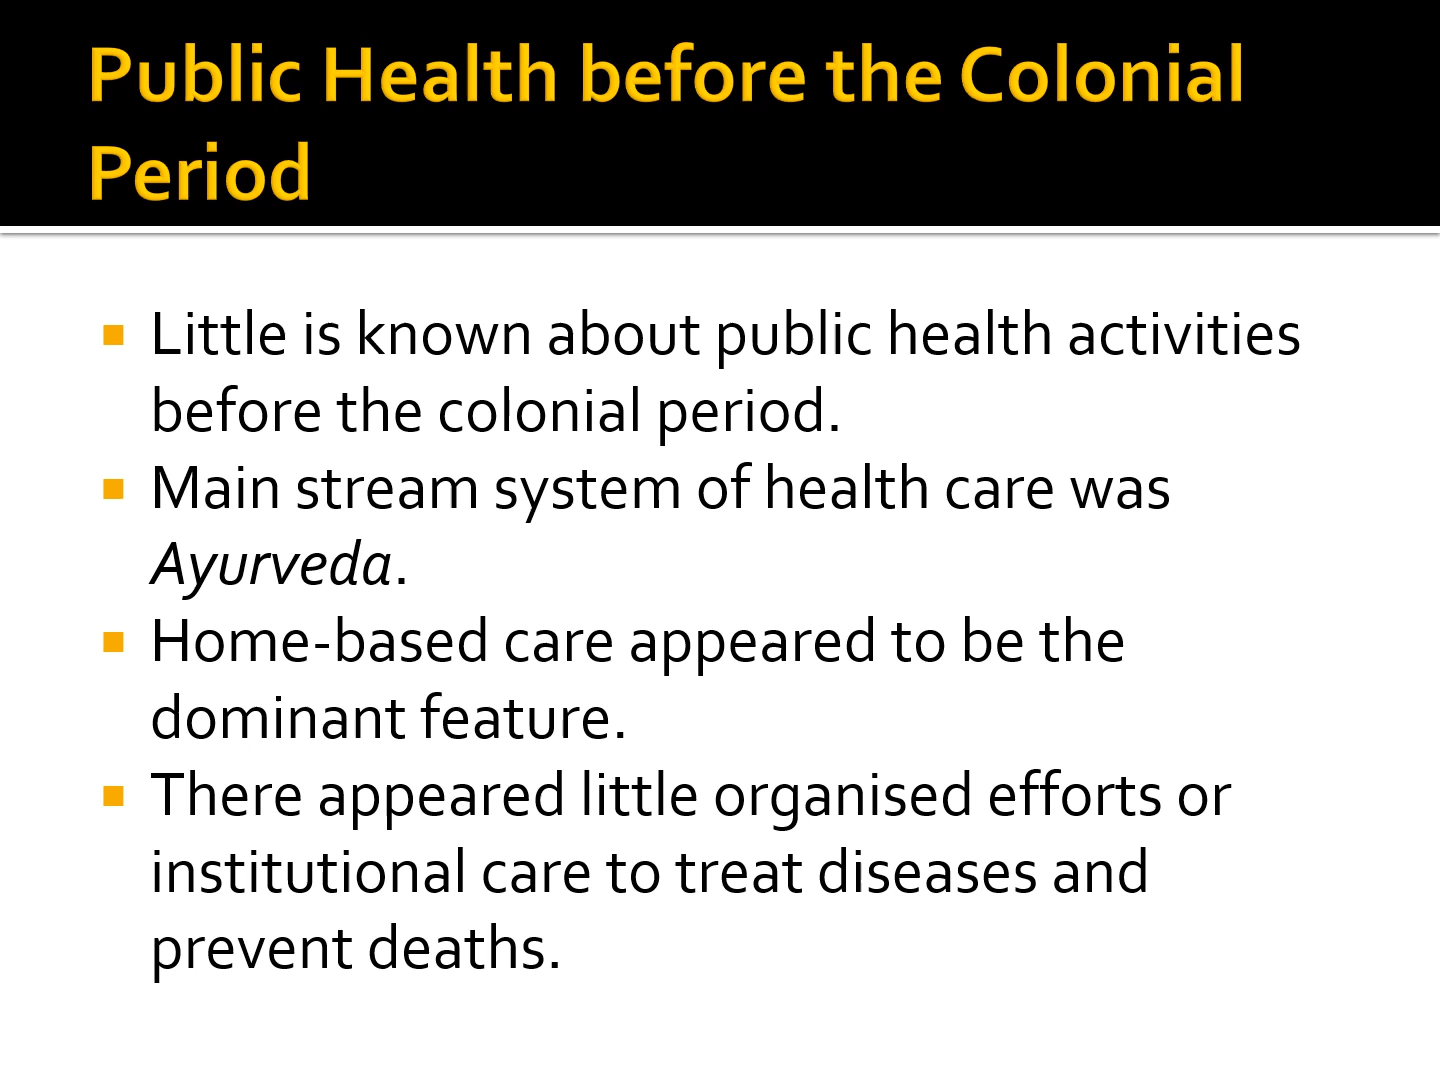 Public Health before the Colonial
Period
Little is known about public health activities
before the colonial period.
Main stream system of health care was
Ayurveda.
Home-based care appeared to be the
dominant feature.
There appeared little organised efforts or
institutional care to treat diseases and
prevent deaths.